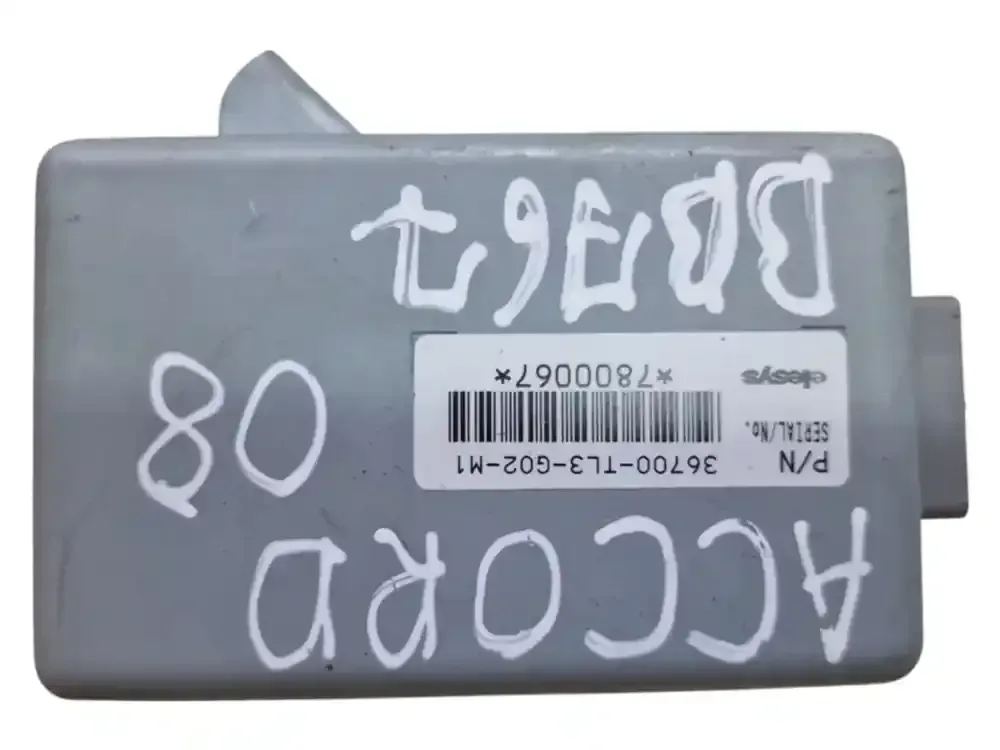 ACCORD
08
P/N 36700-TL3-G02-M1
SERIAL/No.
elesys *7800067*